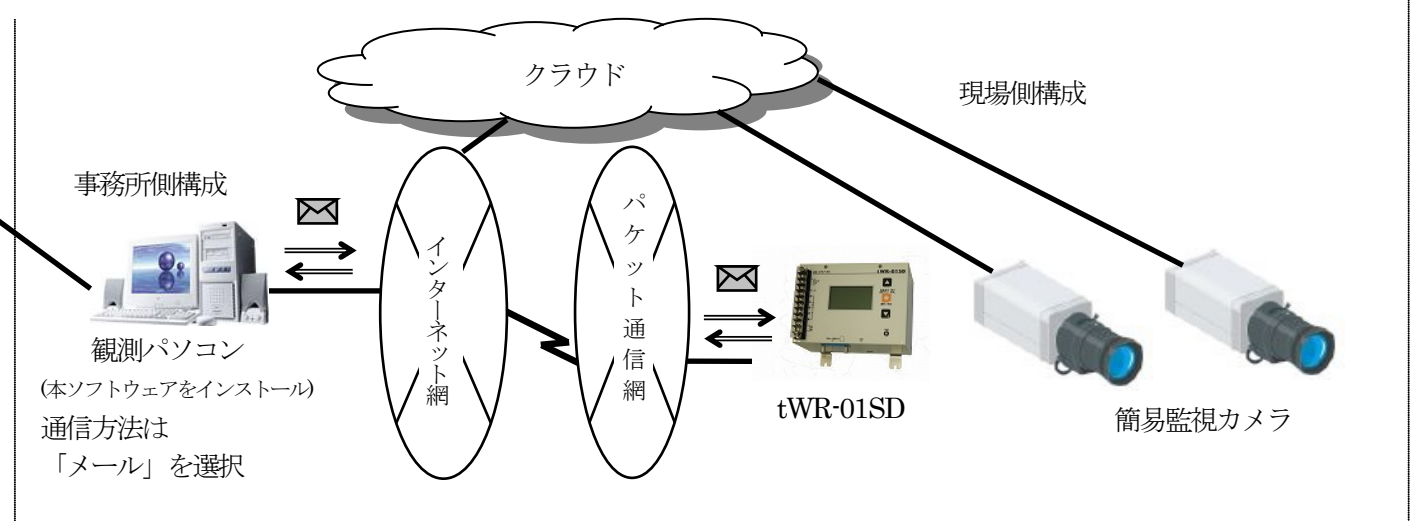 クラウド
現場側構成
事務所側構成
インターネット網
パケット通信網
観測パソコン
(本ソフトウェアをインストール)
通信方法は
「メール」を選択
tWR-01SD
tWR-01SD
簡易監視カメラ